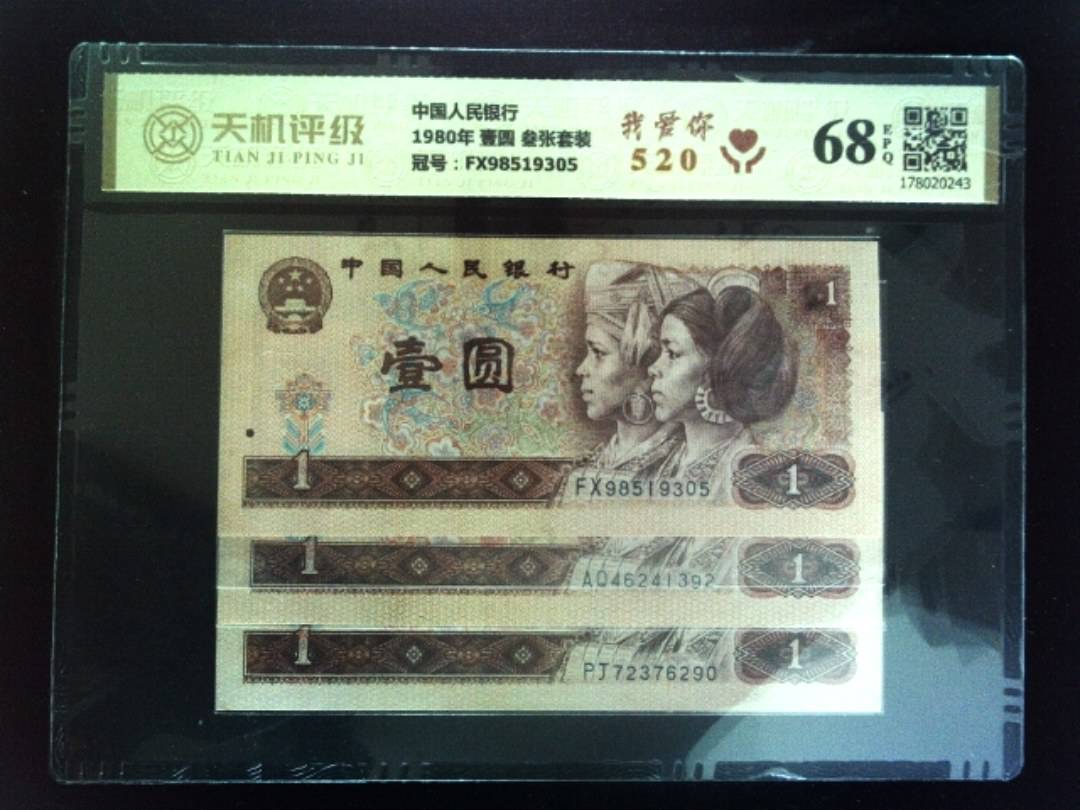 天机评级
TIAN JI PING JI
中国人民银行
1980年 壹圆 叁张套装
冠号：FX98519305
我爱你
520
68
EPQ
178020243
中国人民银行
1
壹圆
1
FX98519305
1
1
AQ46241392
1
1
PJ72376290
1